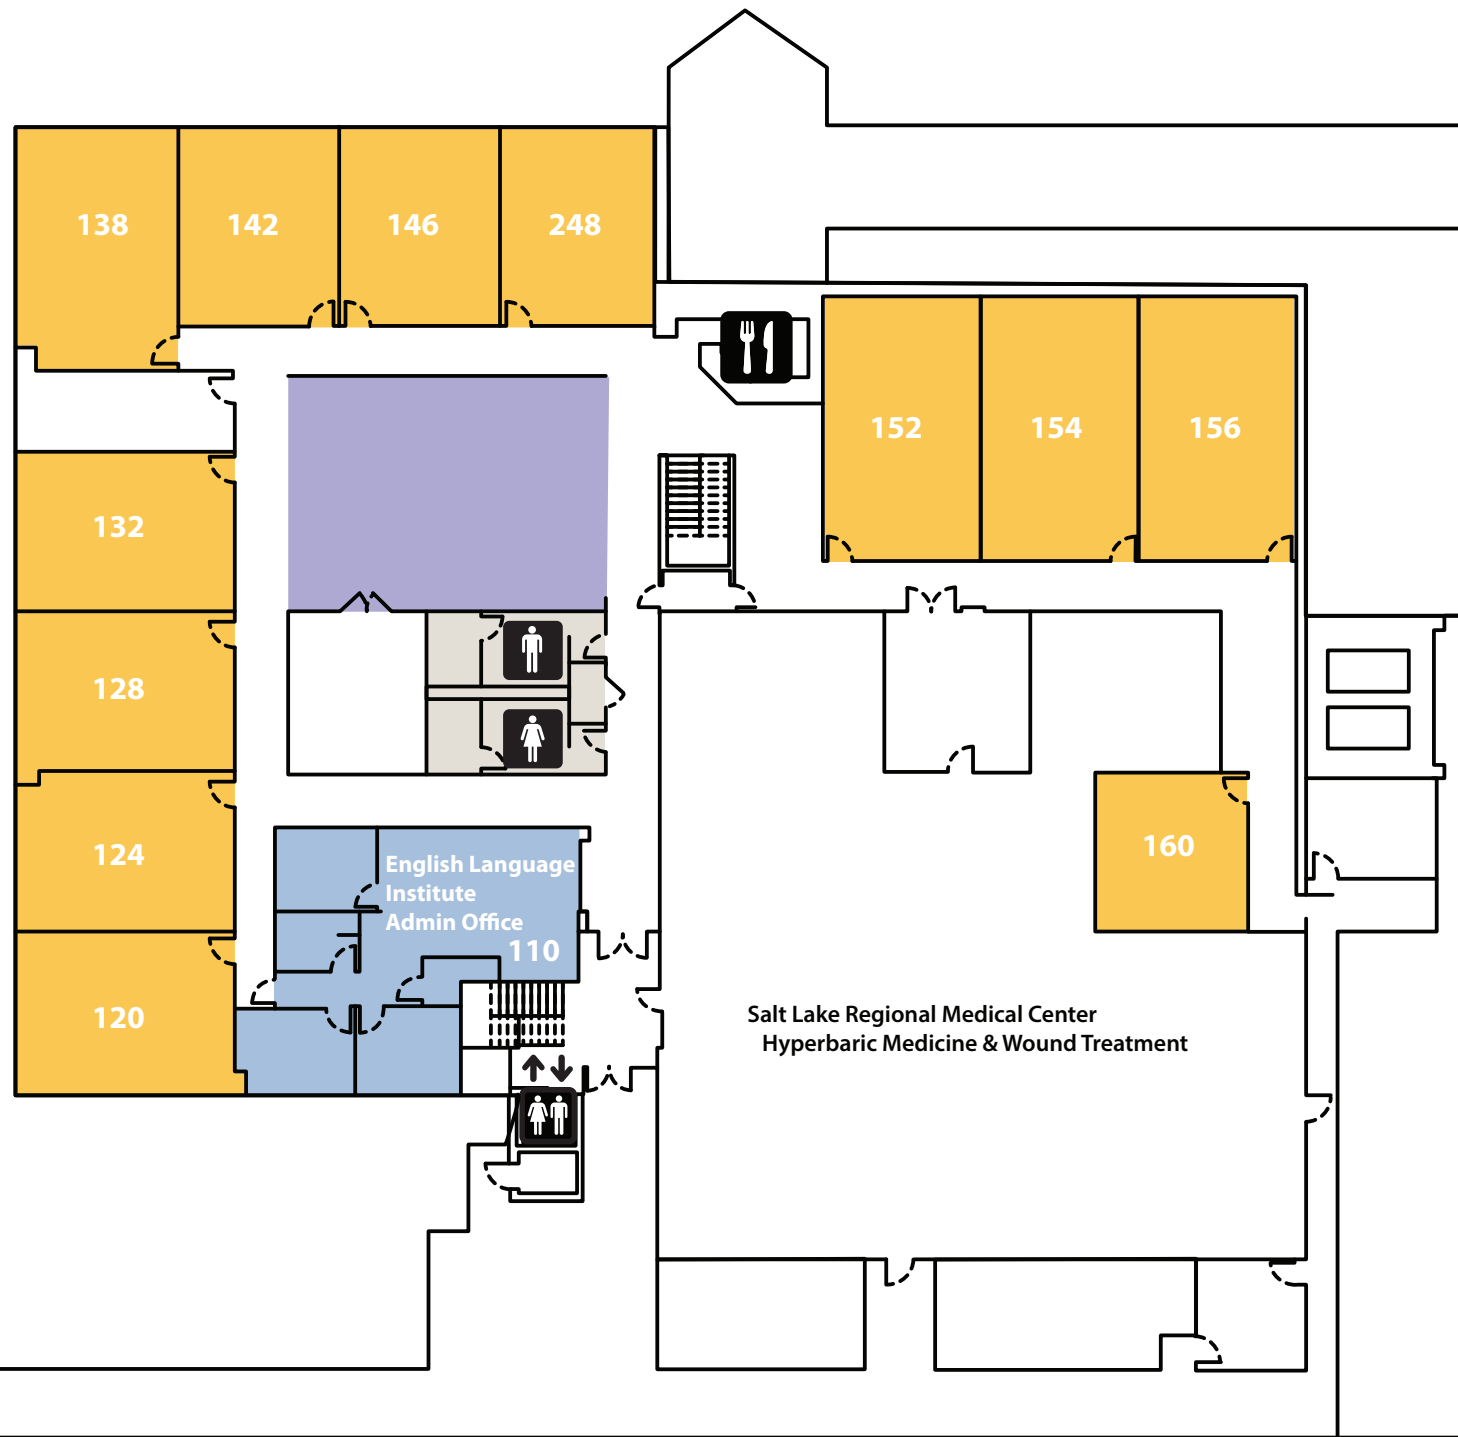 138
142
146
248
152
154
156
132
128
124
160
English Language
Institute
Admin Office
110
120
Salt Lake Regional Medical Center
Hyperbaric Medicine & Wound Treatment